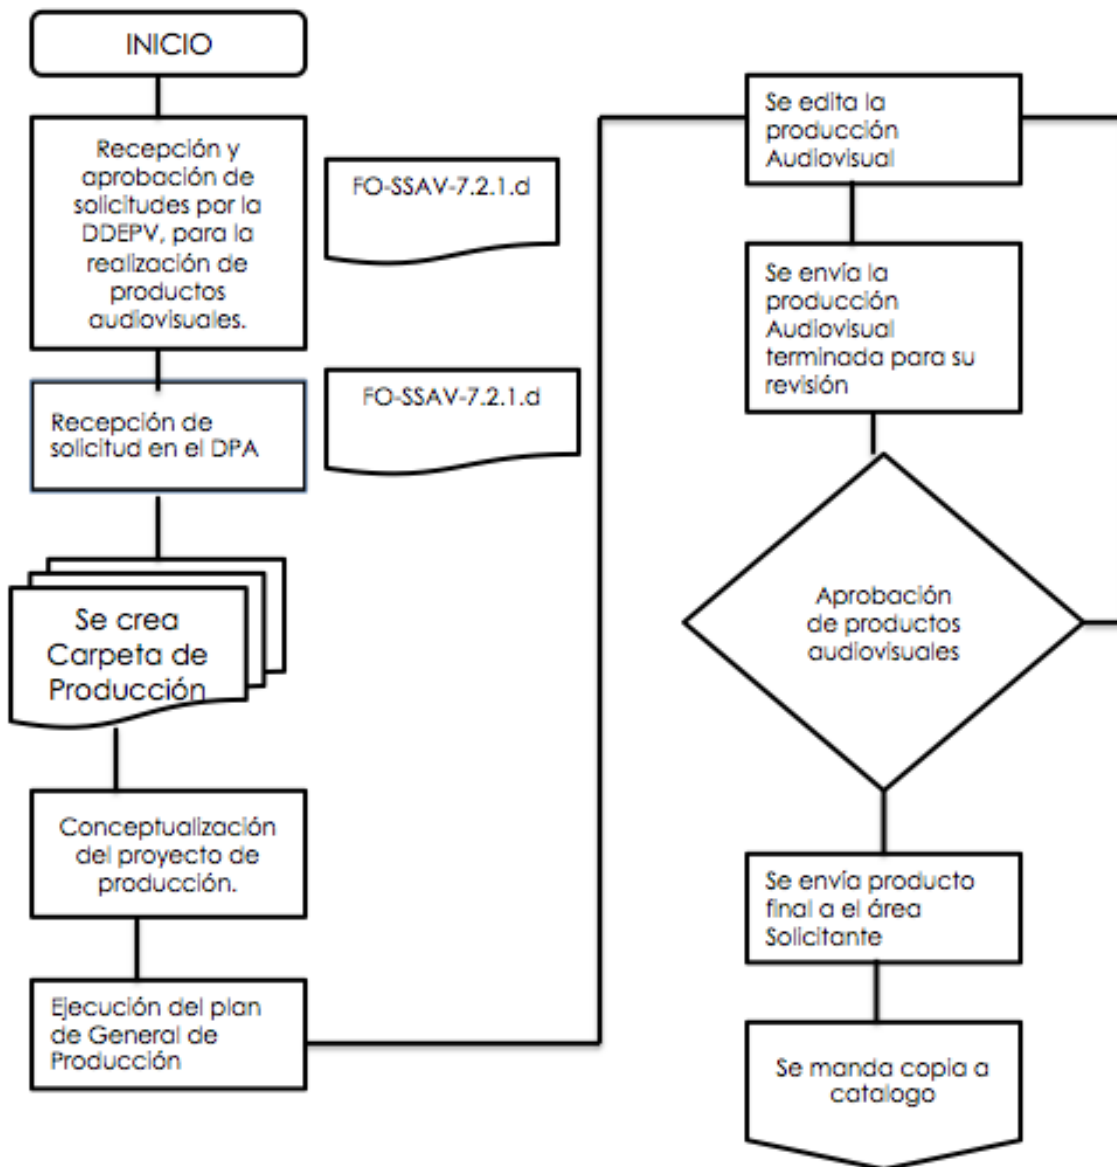 INICIO
Recepción y
aprobación de
solicitudes por la
DDEPV, para la
realización de
productos
audiovisuales.
FO-SSAV-7.2.1.d
Recepción de
solicitud en el DPA
FO-SSAV-7.2.1.d
Se crea
Carpeta de
Producción
Conceptualización
del proyecto de
producción.
Ejecución del plan
de General de
Producción
Se edita la
producción
Audiovisual
Se envía la
producción
Audiovisual
terminada para su
revisión
Aprobación
de productos
audiovisuales
Se envía producto
final a el área
Solicitante
Se manda copia a
catalogo